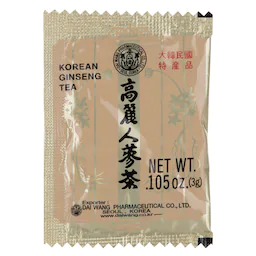 大韓民國
特産品
KOREAN
GINSENG
TEA
高麗人蔘茶
NET WT.
.105 oz. (3g)
Exporter :
DAI WANG PHARMACEUTICAL CO., LTD.
SEOUL, KOREA